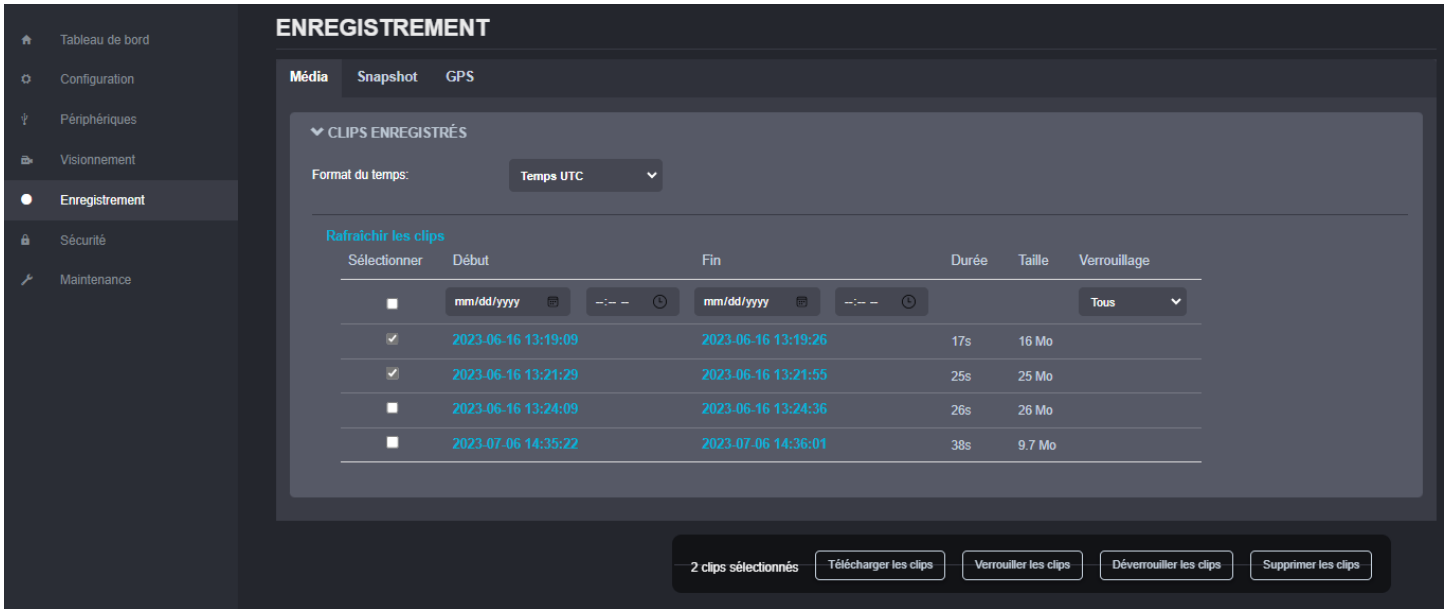 ENREGISTREMENT
Tableau de bord
Configuration
Périphériques
Visionnement
Enregistrement
Sécurité
Maintenance
Média Snapshot GPS
CLIPS ENREGISTRÉS
Format du temps: Temps UTC
Rafraîchir les clips
Sélectionner Début Fin Durée Taille Verrouillage
mm/dd/yyyy --:-- -- mm/dd/yyyy --:-- -- Tous
2023-06-16 13:19:09 2023-06-16 13:19:26 17s 16 Mo
2023-06-16 13:21:29 2023-06-16 13:21:55 25s 25 Mo
2023-06-16 13:24:09 2023-06-16 13:24:36 26s 26 Mo
2023-07-06 14:35:22 2023-07-06 14:36:01 38s 9.7 Mo
2 clips sélectionnés Télécharger les clips Verrouiller les clips Déverrouiller les clips Supprimer les clips